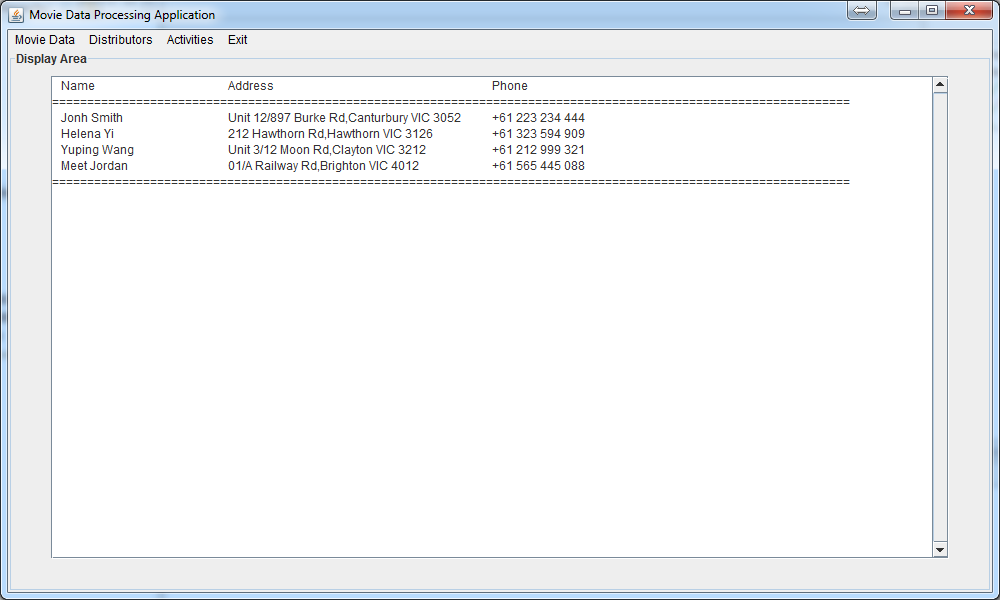 Movie Data Processing Application
Movie Data Distributors Activities Exit
Display Area
Name Address Phone
==================================================================================================================
Jonh Smith Unit 12/897 Burke Rd,Canturbury VIC 3052 +61 223 234 444
Helena Yi 212 Hawthorn Rd,Hawthorn VIC 3126 +61 323 594 909
Yuping Wang Unit 3/12 Moon Rd,Clayton VIC 3212 +61 212 999 321
Meet Jordan 01/A Railway Rd,Brighton VIC 4012 +61 565 445 088
==================================================================================================================